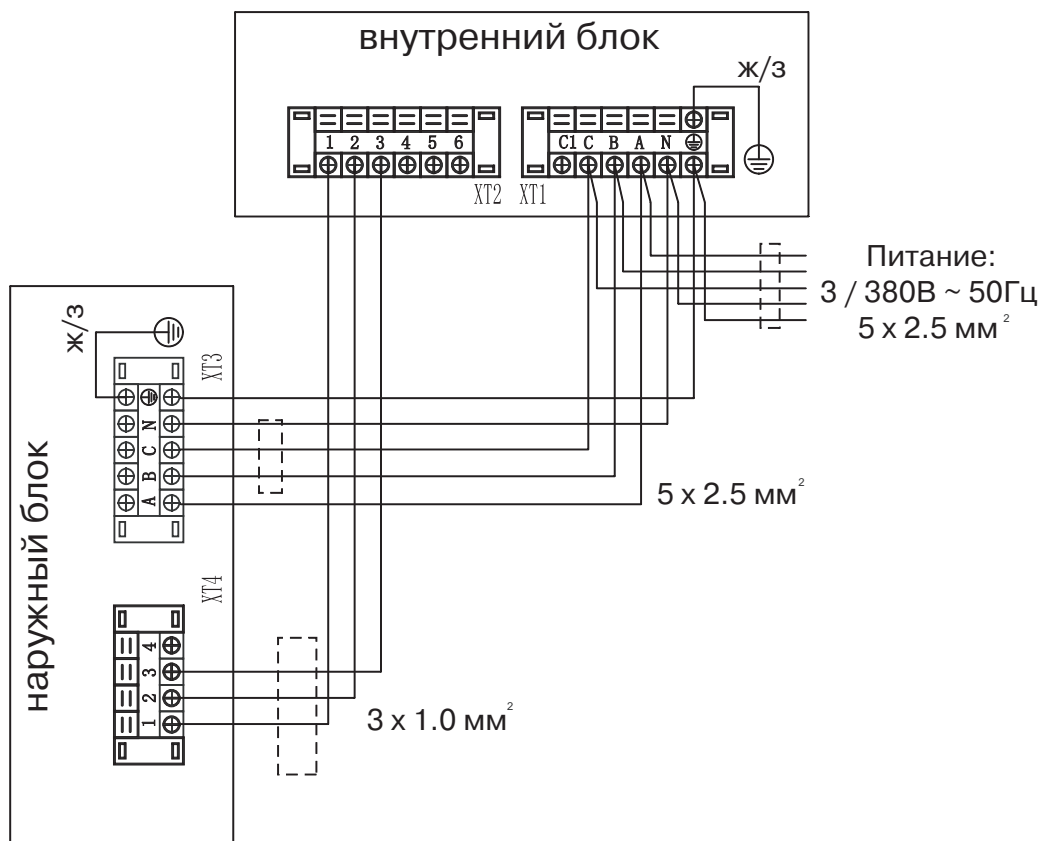 внутренний блок
ж/з
1 2 3 4 5 6
C1 C B A N
XT2 XT1
Питание:
3 / 380В ~ 50Гц
5 x 2.5 мм²
ж/з
XT3
N
C
B
A
5 x 2.5 мм²
наружный блок
XT4
4
3
2
1
3 x 1.0 мм²